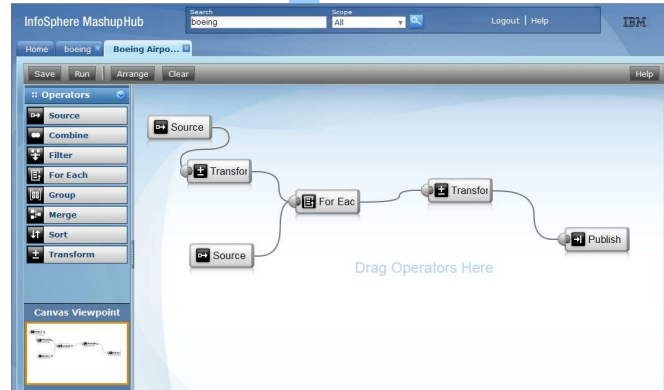 InfoSphere MashupHub
Search
boeing
Scope
All
Logout | Help
IBM
Home
boeing
Boeing Airpo...
Save
Run
Arrange
Clear
Help
Operators
Source
Combine
Filter
For Each
Group
Merge
Sort
Transform
Source
Transfor
For Eac
Transfor
Source
Publish
Drag Operators Here
Canvas Viewpoint